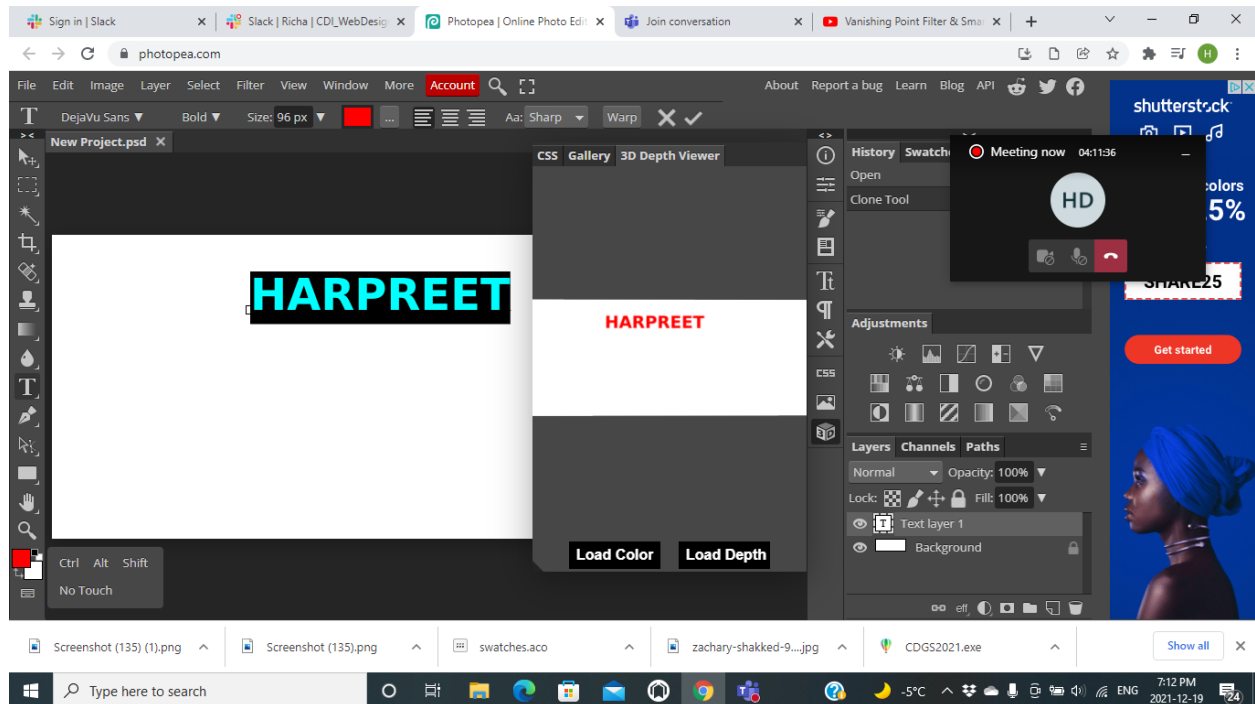 Sign in | Slack
Slack | Richa | CDI_WebDesig
Photopea | Online Photo Edit
Join conversation
Vanishing Point Filter & Smar
photopea.com
H
File Edit Image Layer Select Filter View Window More Account
About Report a bug Learn Blog API
T DejaVu Sans Bold Size: 96 px ... Aa: Sharp Warp
New Project.psd
CSS Gallery 3D Depth Viewer
History
Open
Clone Tool
Meeting now 04:11:36
HD
shutterstock
colors
5%
SHARE25
Get started
HARPREET
HARPREET
Adjustments
CSS
Layers Channels Paths
Normal Opacity: 100%
Lock: Fill: 100%
Text layer 1
Background
eff
Load Color Load Depth
Ctrl Alt Shift
No Touch
Screenshot (135) (1).png
Screenshot (135).png
swatches.aco
zachary-shakked-9....jpg
CDGS2021.exe
Show all
Type here to search
-5°C
ENG
7:12 PM
2021-12-19
24